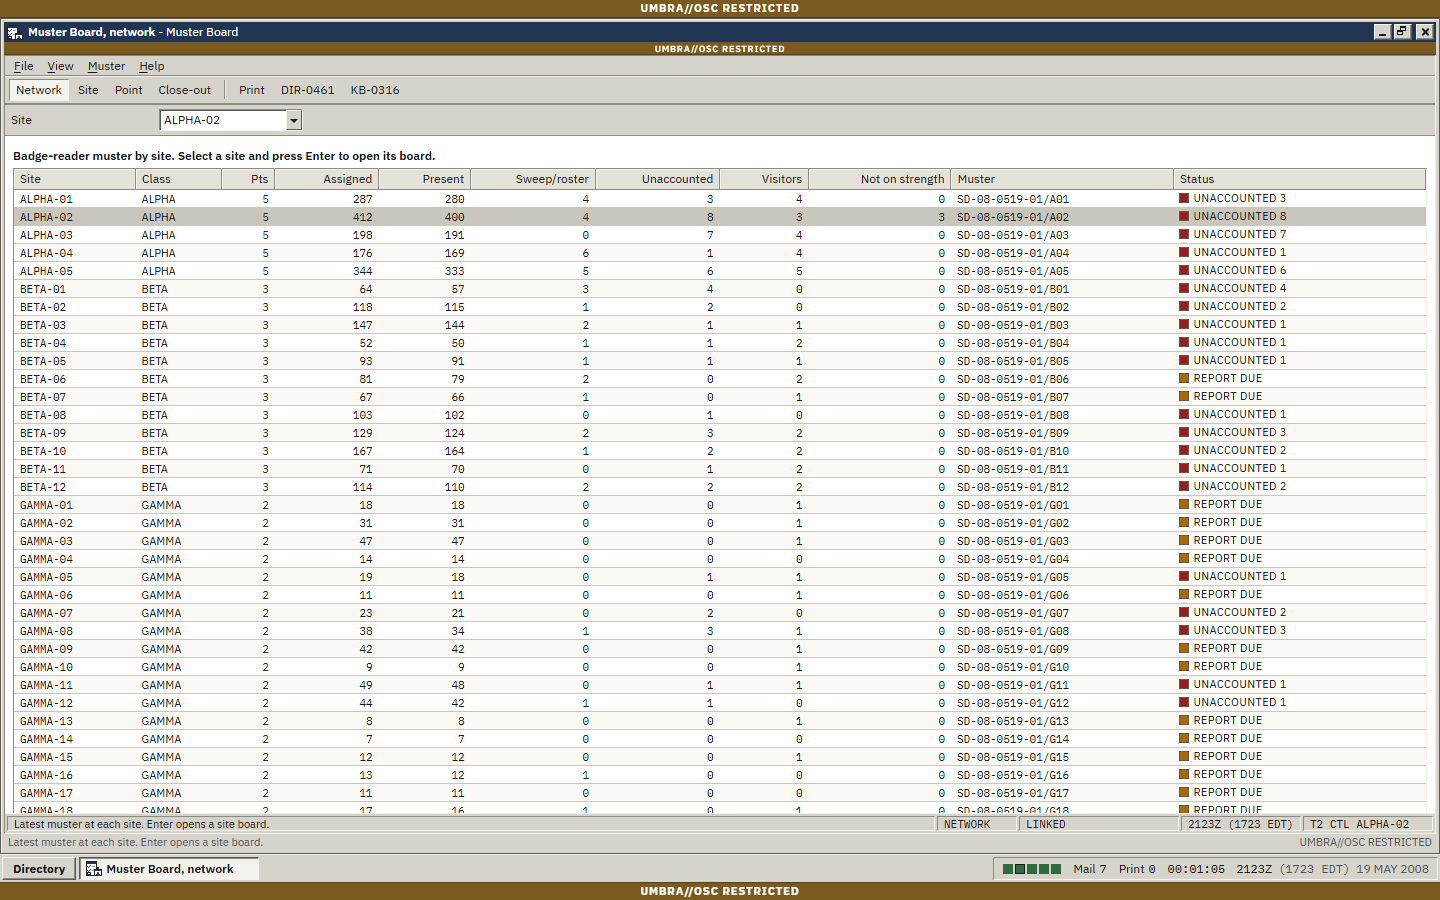 UMBRA//OSC RESTRICTED
Muster Board, network - Muster Board
UMBRA//OSC RESTRICTED
File View Muster Help
Network Site Point Close-out Print DIR-0461 KB-0316
Site ALPHA-02
Badge-reader muster by site. Select a site and press Enter to open its board.
Site Class Pts Assigned Present Sweep/roster Unaccounted Visitors Not on strength Muster Status
ALPHA-01 ALPHA 5 287 280 4 3 4 0 SD-08-0519-01/A01 UNACCOUNTED 3
ALPHA-02 ALPHA 5 412 400 4 8 3 3 SD-08-0519-01/A02 UNACCOUNTED 8
ALPHA-03 ALPHA 5 198 191 0 7 4 0 SD-08-0519-01/A03 UNACCOUNTED 7
ALPHA-04 ALPHA 5 176 169 6 1 4 0 SD-08-0519-01/A04 UNACCOUNTED 1
ALPHA-05 ALPHA 5 344 333 5 6 5 0 SD-08-0519-01/A05 UNACCOUNTED 6
BETA-01 BETA 3 64 57 3 4 0 0 SD-08-0519-01/B01 UNACCOUNTED 4
BETA-02 BETA 3 118 115 1 2 0 0 SD-08-0519-01/B02 UNACCOUNTED 2
BETA-03 BETA 3 147 144 2 1 1 0 SD-08-0519-01/B03 UNACCOUNTED 1
BETA-04 BETA 3 52 50 1 1 2 0 SD-08-0519-01/B04 UNACCOUNTED 1
BETA-05 BETA 3 93 91 1 1 1 0 SD-08-0519-01/B05 UNACCOUNTED 1
BETA-06 BETA 3 81 79 2 0 2 0 SD-08-0519-01/B06 REPORT DUE
BETA-07 BETA 3 67 66 1 0 1 0 SD-08-0519-01/B07 REPORT DUE
BETA-08 BETA 3 103 102 0 1 0 0 SD-08-0519-01/B08 UNACCOUNTED 1
BETA-09 BETA 3 129 124 2 3 2 0 SD-08-0519-01/B09 UNACCOUNTED 3
BETA-10 BETA 3 167 164 1 2 2 0 SD-08-0519-01/B10 UNACCOUNTED 2
BETA-11 BETA 3 71 70 0 1 2 0 SD-08-0519-01/B11 UNACCOUNTED 1
BETA-12 BETA 3 114 110 2 2 2 0 SD-08-0519-01/B12 UNACCOUNTED 2
GAMMA-01 GAMMA 2 18 18 0 0 1 0 SD-08-0519-01/G01 REPORT DUE
GAMMA-02 GAMMA 2 31 31 0 0 1 0 SD-08-0519-01/G02 REPORT DUE
GAMMA-03 GAMMA 2 47 47 0 0 1 0 SD-08-0519-01/G03 REPORT DUE
GAMMA-04 GAMMA 2 14 14 0 0 0 0 SD-08-0519-01/G04 REPORT DUE
GAMMA-05 GAMMA 2 19 18 0 1 1 0 SD-08-0519-01/G05 UNACCOUNTED 1
GAMMA-06 GAMMA 2 11 11 0 0 1 0 SD-08-0519-01/G06 REPORT DUE
GAMMA-07 GAMMA 2 23 21 0 2 0 0 SD-08-0519-01/G07 UNACCOUNTED 2
GAMMA-08 GAMMA 2 38 34 1 3 1 0 SD-08-0519-01/G08 UNACCOUNTED 3
GAMMA-09 GAMMA 2 42 42 0 0 1 0 SD-08-0519-01/G09 REPORT DUE
GAMMA-10 GAMMA 2 9 9 0 0 1 0 SD-08-0519-01/G10 REPORT DUE
GAMMA-11 GAMMA 2 49 48 0 1 1 0 SD-08-0519-01/G11 UNACCOUNTED 1
GAMMA-12 GAMMA 2 44 42 1 1 0 0 SD-08-0519-01/G12 UNACCOUNTED 1
GAMMA-13 GAMMA 2 8 8 0 0 1 0 SD-08-0519-01/G13 REPORT DUE
GAMMA-14 GAMMA 2 7 7 0 0 0 0 SD-08-0519-01/G14 REPORT DUE
GAMMA-15 GAMMA 2 12 12 0 0 1 0 SD-08-0519-01/G15 REPORT DUE
GAMMA-16 GAMMA 2 13 12 1 0 0 0 SD-08-0519-01/G16 REPORT DUE
GAMMA-17 GAMMA 2 11 11 0 0 0 0 SD-08-0519-01/G17 REPORT DUE
GAMMA-18 GAMMA 2 17 16 1 0 1 0 SD-08-0519-01/G18 REPORT DUE
Latest muster at each site. Enter opens a site board. NETWORK LINKED 2123Z (1723 EDT) T2 CTL ALPHA-02
Latest muster at each site. Enter opens a site board. UMBRA//OSC RESTRICTED
Directory Muster Board, network Mail 7 Print 0 00:01:05 2123Z (1723 EDT) 19 MAY 2008
UMBRA//OSC RESTRICTED